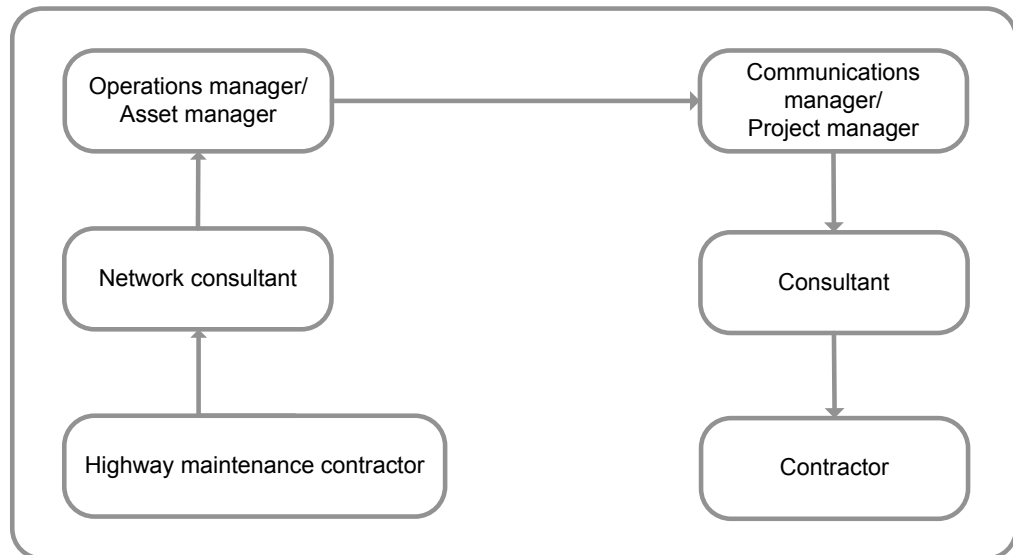 Operations manager/
Asset manager
Communications
manager/
Project manager
Network consultant
Consultant
Highway maintenance contractor
Contractor